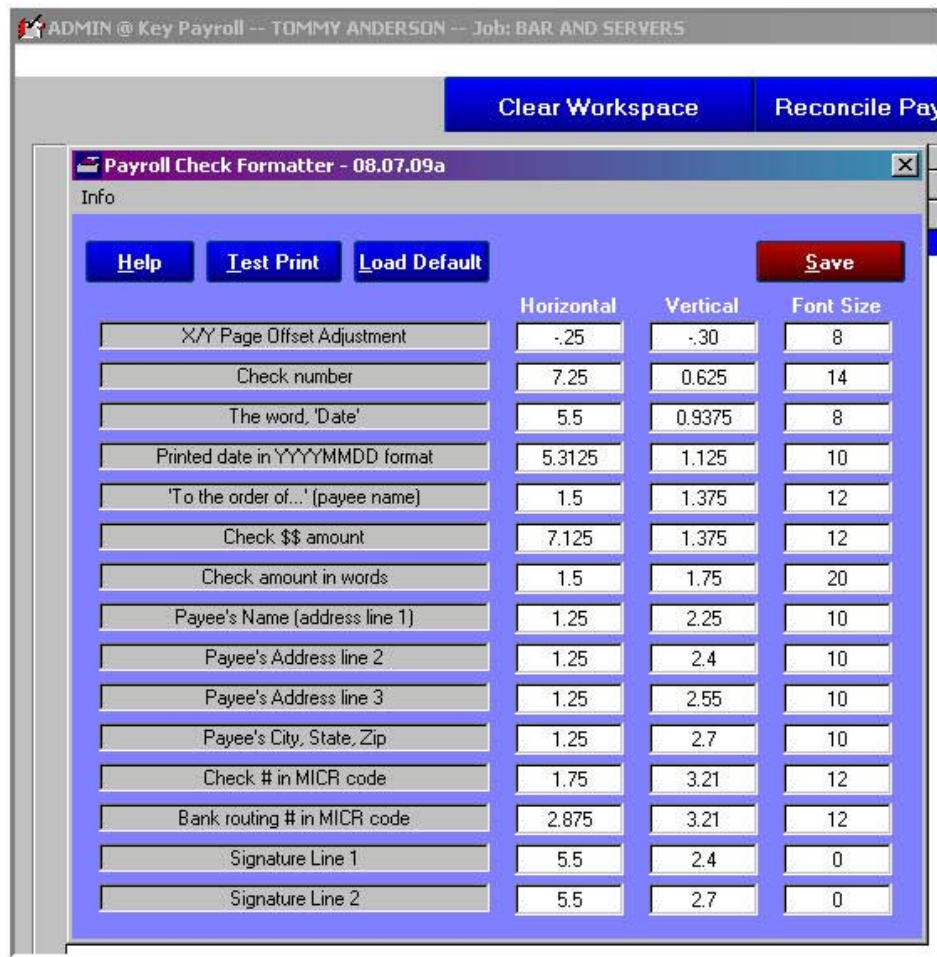 ADMIN @ Key Payroll -- TOMMY ANDERSON -- Job: BAR AND SERVERS
Clear Workspace Reconcile Pay
Payroll Check Formatter - 08.07.09a
Info
Help Test Print Load Default Save
Horizontal Vertical Font Size
X/Y Page Offset Adjustment -.25 -.30 8
Check number 7.25 0.625 14
The word, 'Date' 5.5 0.9375 8
Printed date in YYYYMMDD format 5.3125 1.125 10
'To the order of...' (payee name) 1.5 1.375 12
Check $$ amount 7.125 1.375 12
Check amount in words 1.5 1.75 20
Payee's Name (address line 1) 1.25 2.25 10
Payee's Address line 2 1.25 2.4 10
Payee's Address line 3 1.25 2.55 10
Payee's City, State, Zip 1.25 2.7 10
Check # in MICR code 1.75 3.21 12
Bank routing # in MICR code 2.875 3.21 12
Signature Line 1 5.5 2.4 0
Signature Line 2 5.5 2.7 0